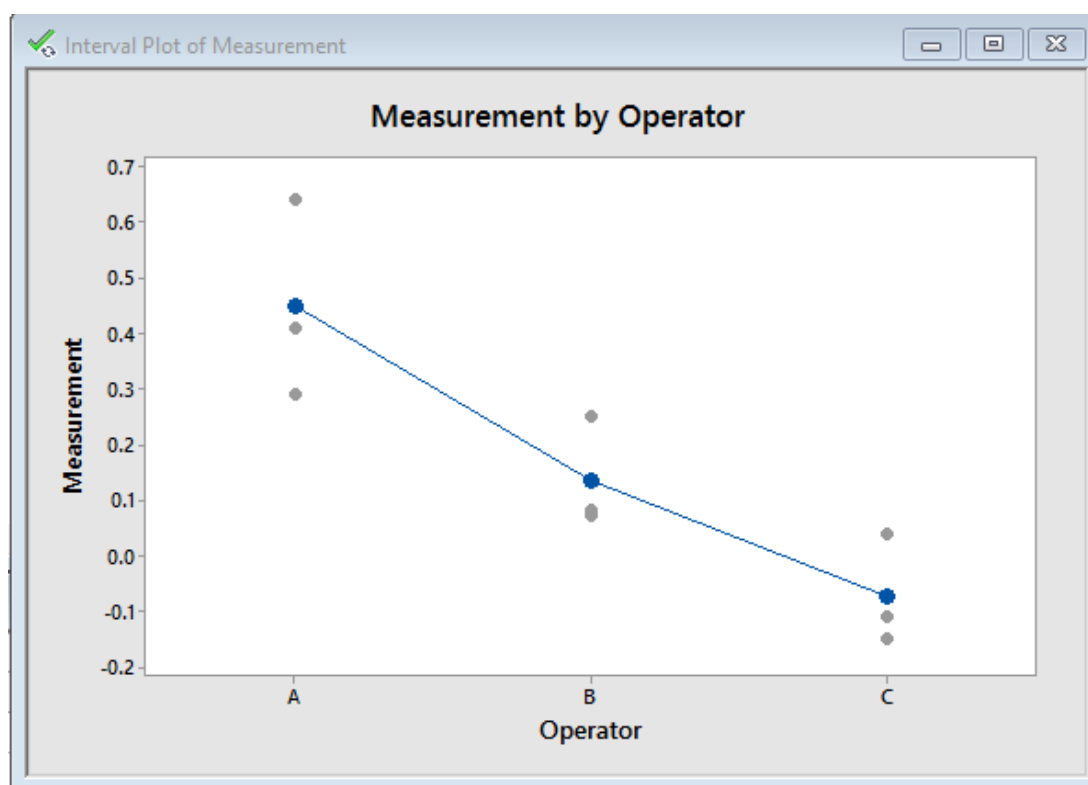 Interval Plot of Measurement
Measurement by Operator
0.7
0.6
0.5
0.4
0.3
0.2
0.1
0.0
-0.1
-0.2
Measurement
A B C
Operator